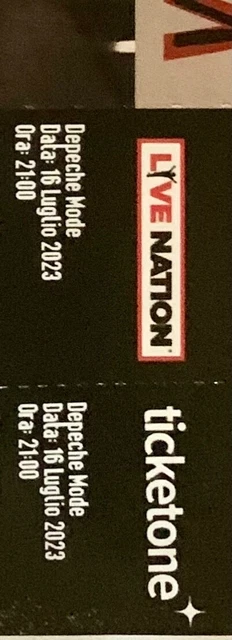 LIVE NATION
Depeche Mode
Data: 16 Luglio 2023
Ora: 21:00
ticketone
Depeche Mode
Data: 16 Luglio 2023
Ora: 21:00